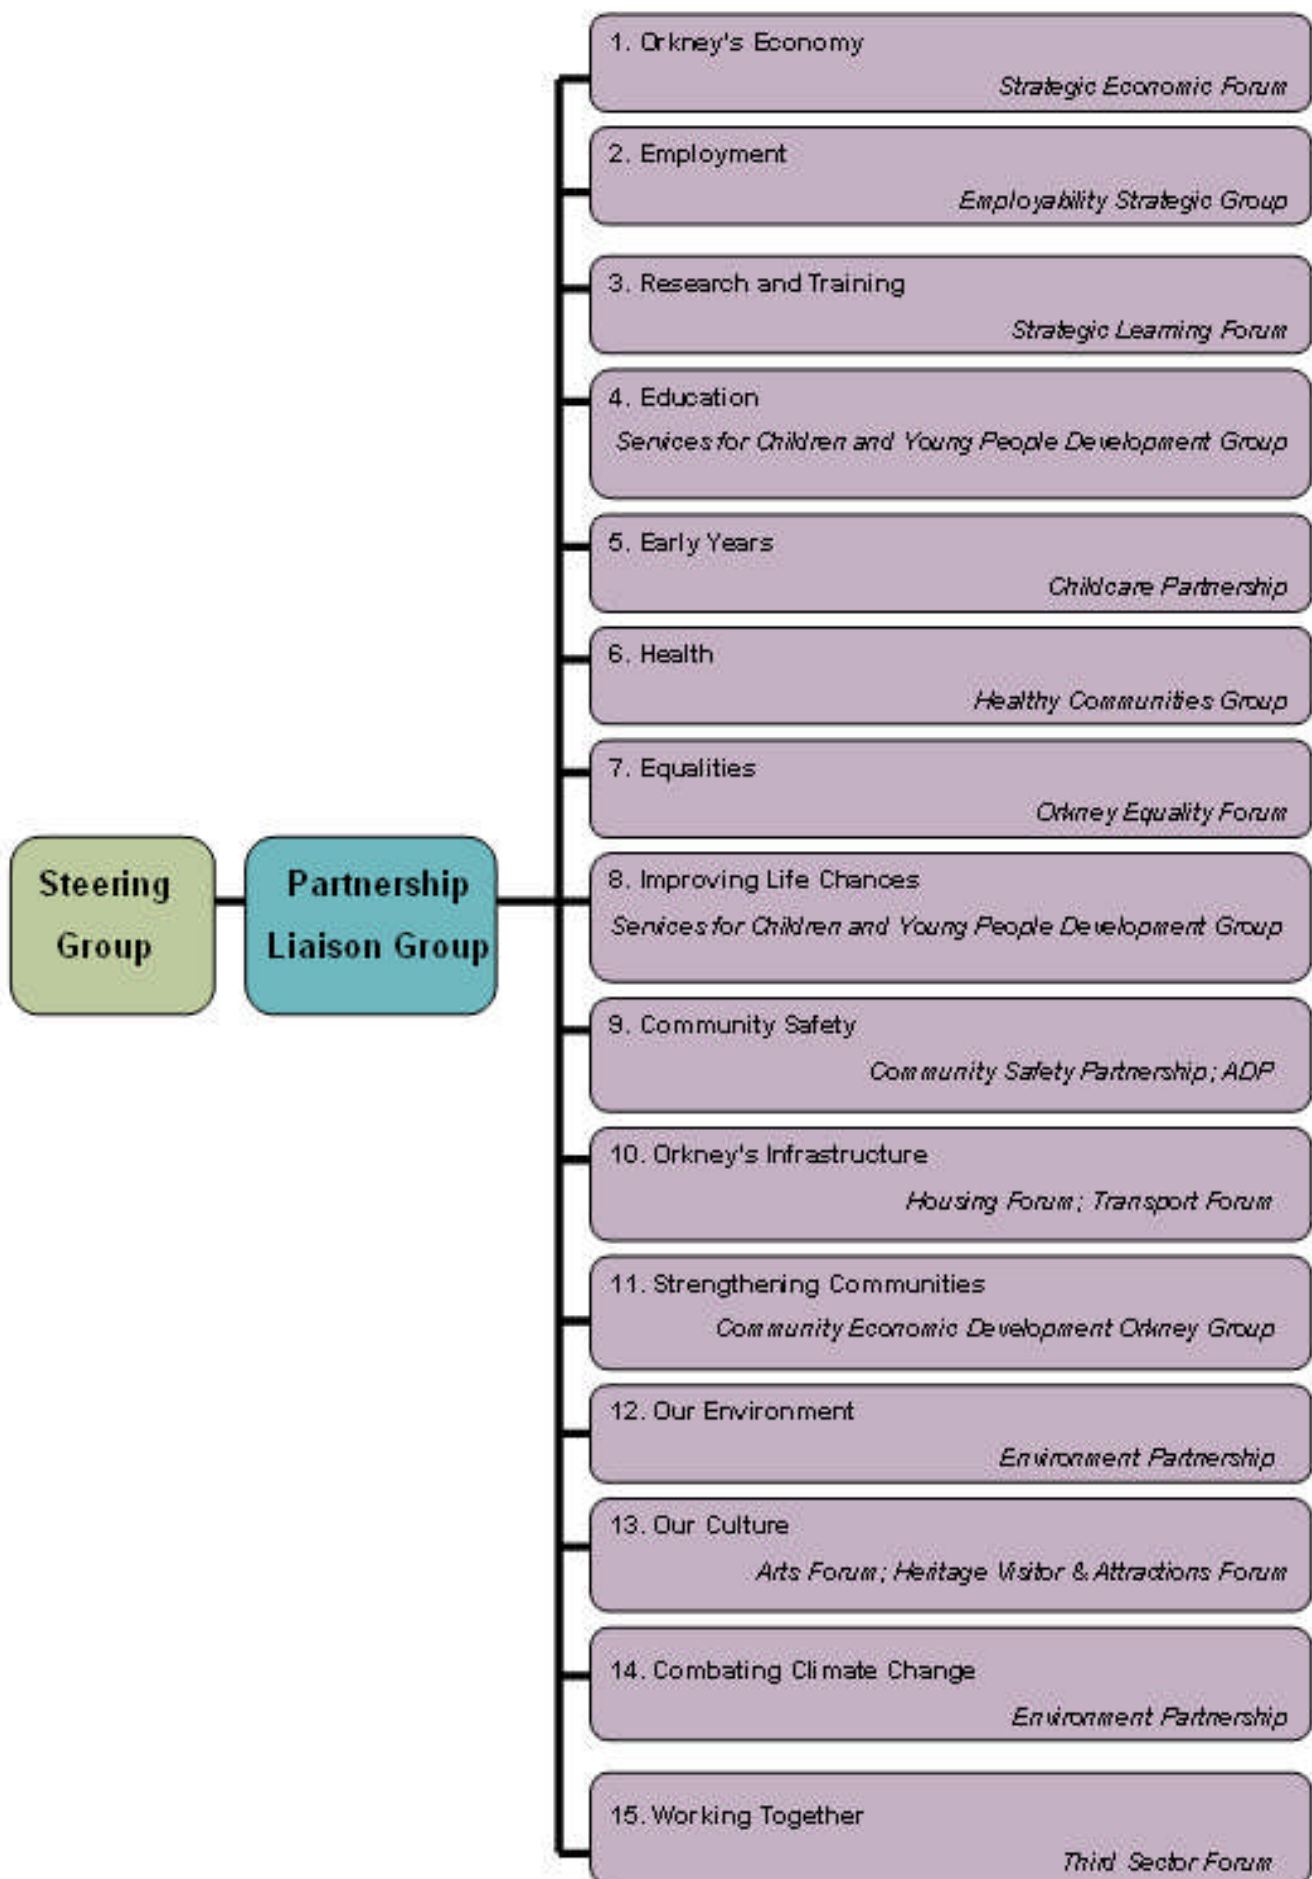 1. Orkney's Economy
Strategic Economic Forum
2. Employment
Employability Strategic Group
3. Research and Training
Strategic Learning Forum
4. Education
Services for Children and Young People Development Group
5. Early Years
Childcare Partnership
6. Health
Healthy Communities Group
7. Equalities
Orkney Equality Forum
Steering
Group
Partnership
Liaison Group
8. Improving Life Chances
Services for Children and Young People Development Group
9. Community Safety
Community Safety Partnership; ADP
10. Orkney's Infrastructure
Housing Forum; Transport Forum
11. Strengthening Communities
Community Economic Development Orkney Group
12. Our Environment
Environment Partnership
13. Our Culture
Arts Forum; Heritage Visitor & Attractions Forum
14. Combating Climate Change
Environment Partnership
15. Working Together
Third Sector Forum